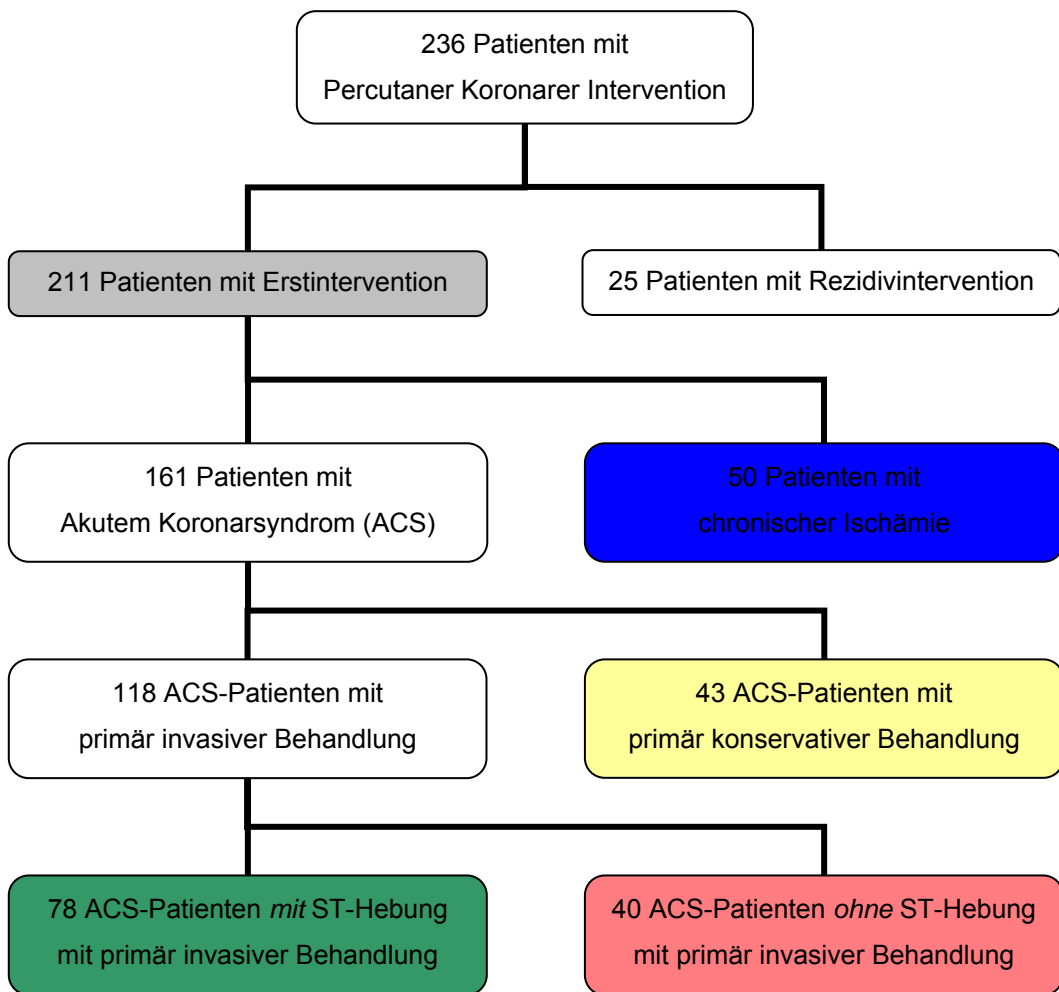 236 Patienten mit
Percutaner Koronarer Intervention
211 Patienten mit Erstintervention
25 Patienten mit Rezidivintervention
161 Patienten mit
Akutem Koronarsyndrom (ACS)
50 Patienten mit
chronischer Ischämie
118 ACS-Patienten mit
primär invasiver Behandlung
43 ACS-Patienten mit
primär konservativer Behandlung
78 ACS-Patienten mit ST-Hebung
mit primär invasiver Behandlung
40 ACS-Patienten ohne ST-Hebung
mit primär invasiver Behandlung